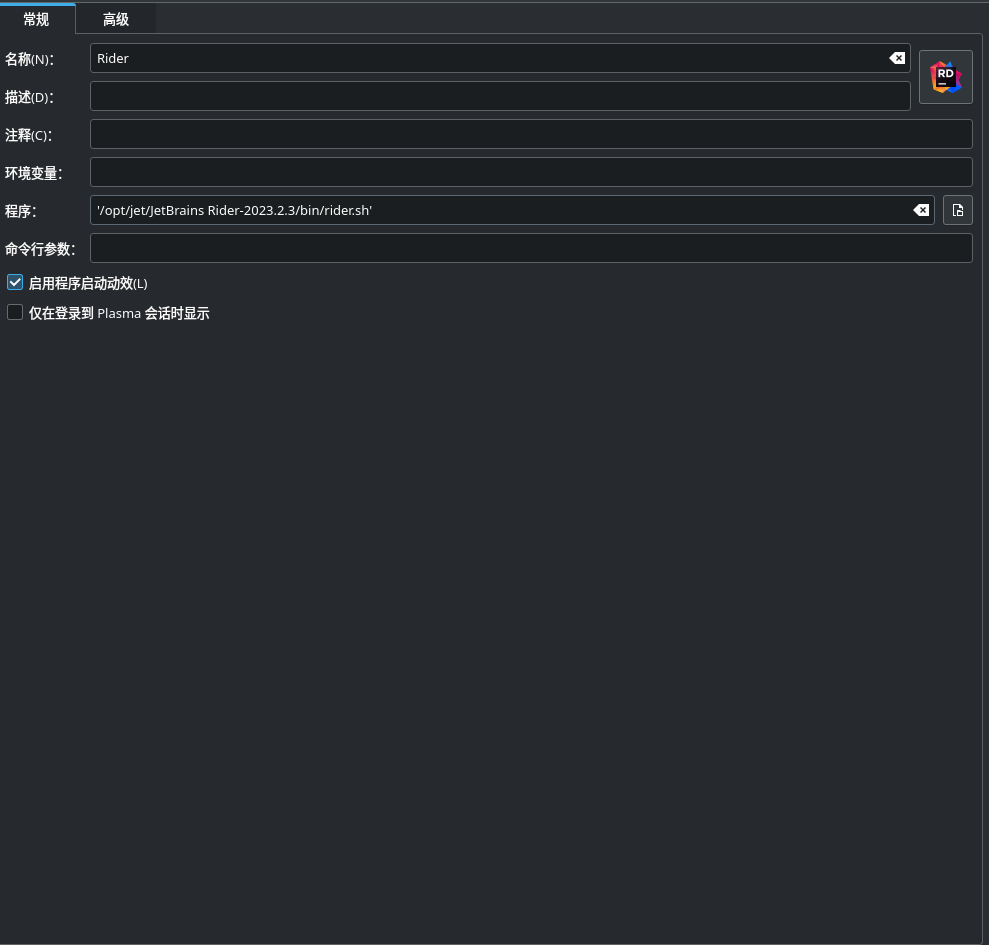 常规 高级
名称(N)： Rider
RD
描述(D)：
注释(C)：
环境变量：
程序： '/opt/jet/JetBrains Rider-2023.2.3/bin/rider.sh'
命令行参数：
启用程序启动动效(L)
仅在登录到 Plasma 会话时显示